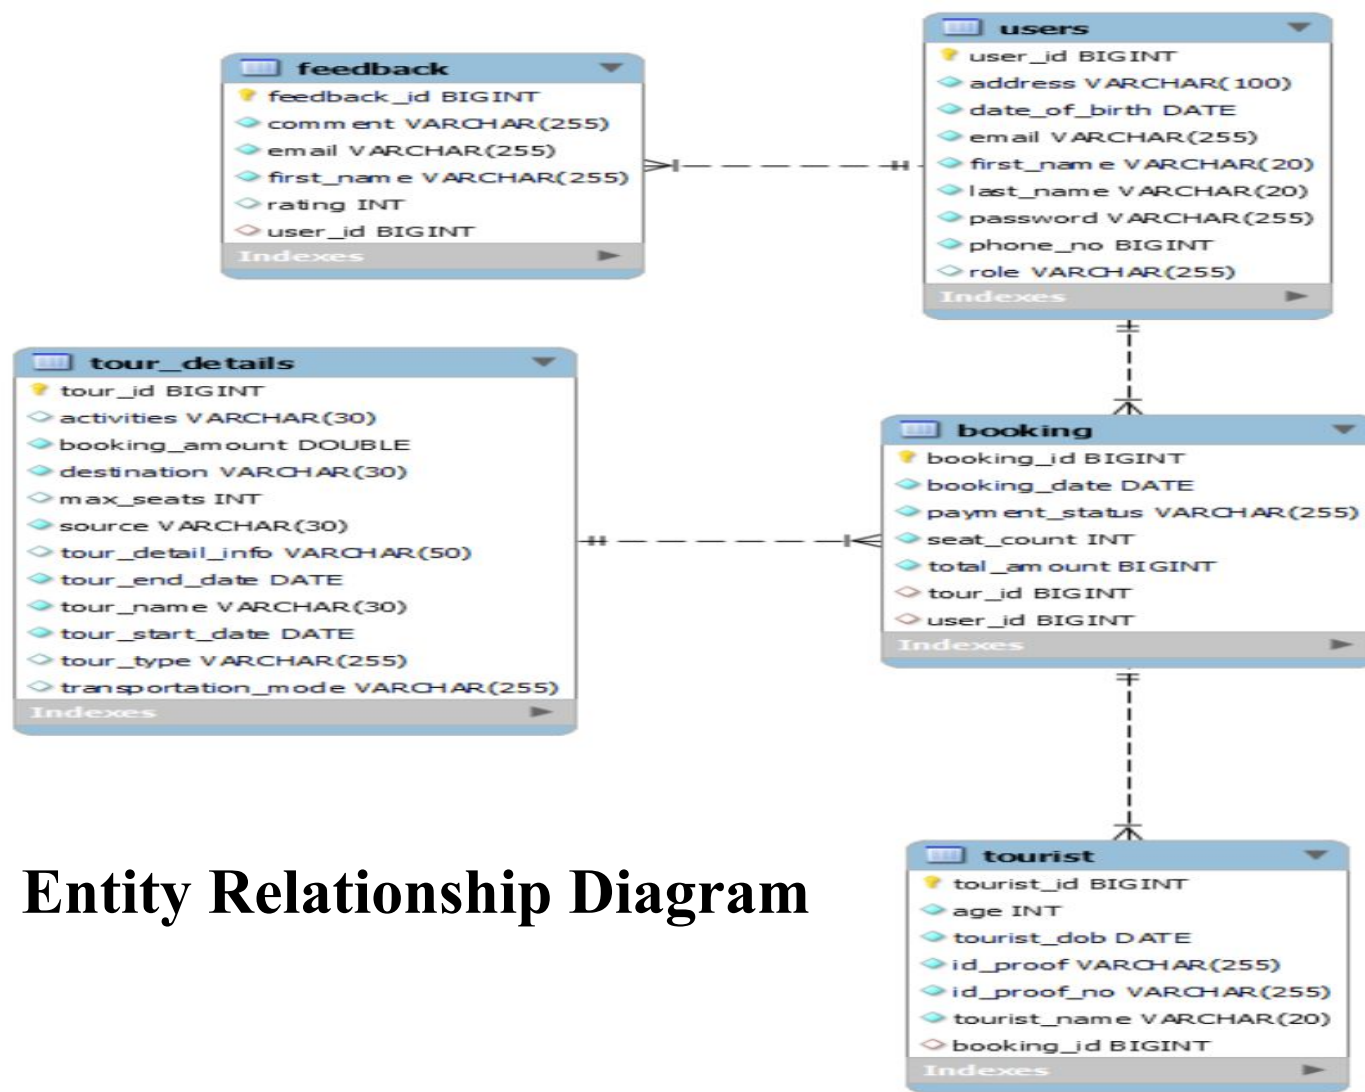 feedback
feedback_id BIGINT
comment VARCHAR(255)
email VARCHAR(255)
first_name VARCHAR(255)
rating INT
user_id BIGINT
Indexes
users
user_id BIGINT
address VARCHAR(100)
date_of_birth DATE
email VARCHAR(255)
first_name VARCHAR(20)
last_name VARCHAR(20)
password VARCHAR(255)
phone_no BIGINT
role VARCHAR(255)
Indexes
tour_details
tour_id BIGINT
activities VARCHAR(30)
booking_amount DOUBLE
destination VARCHAR(30)
max_seats INT
source VARCHAR(30)
tour_detail_info VARCHAR(50)
tour_end_date DATE
tour_name VARCHAR(30)
tour_start_date DATE
tour_type VARCHAR(255)
transportation_mode VARCHAR(255)
Indexes
booking
booking_id BIGINT
booking_date DATE
payment_status VARCHAR(255)
seat_count INT
total_amount BIGINT
tour_id BIGINT
user_id BIGINT
Indexes
Entity Relationship Diagram
tourist
tourist_id BIGINT
age INT
tourist_dob DATE
id_proof VARCHAR(255)
id_proof_no VARCHAR(255)
tourist_name VARCHAR(20)
booking_id BIGINT
Indexes